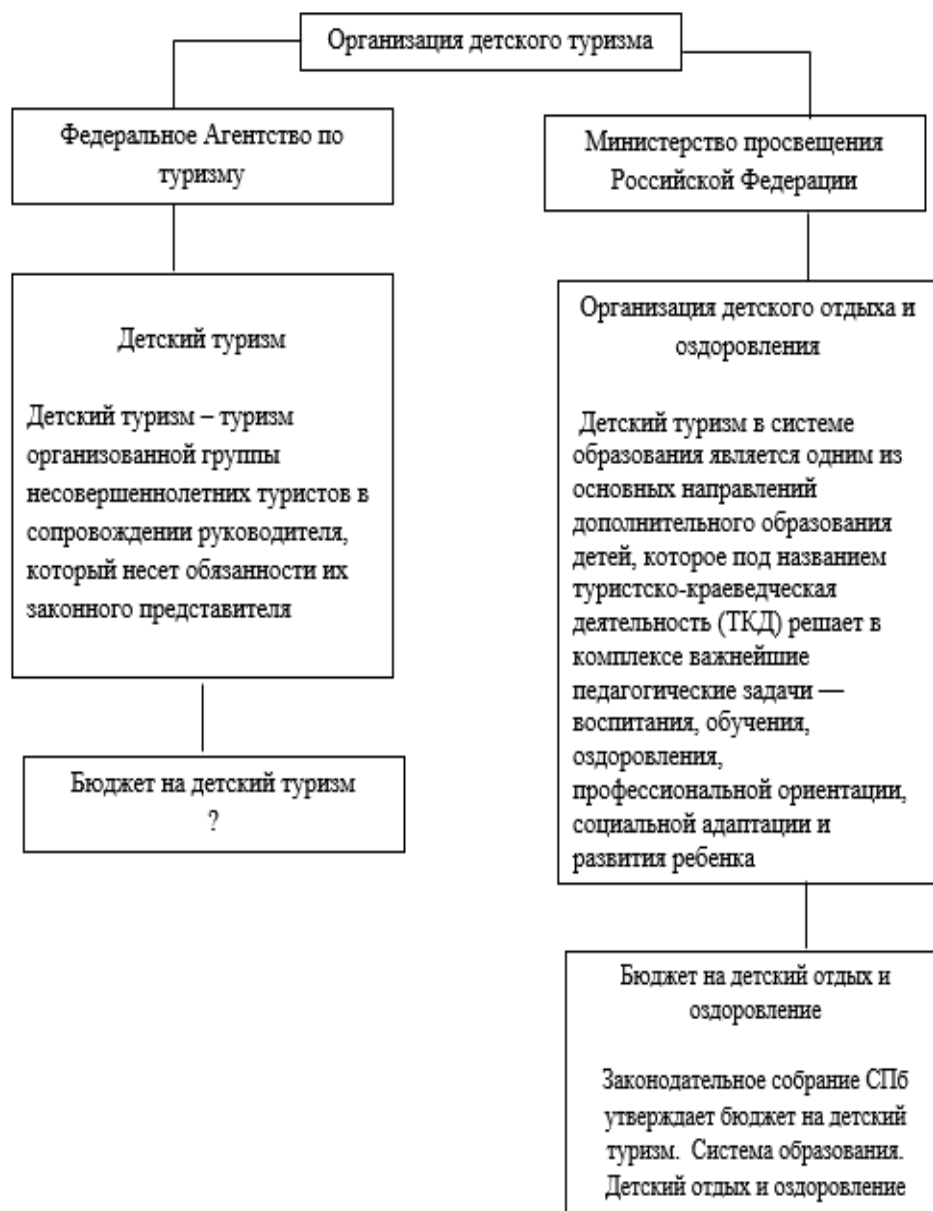 Организация детского туризма
Федеральное Агентство по
туризму
Министерство просвещения
Российской Федерации
Детский туризм
Детский туризм – туризм
организованной группы
несовершеннолетних туристов в
сопровождении руководителя,
который несет обязанности их
законного представителя
Бюджет на детский туризм
?
Организация детского отдыха и
оздоровления
Детский туризм в системе
образования является одним из
основных направлений
дополнительного образования
детей, которое под названием
туристско-краеведческая
деятельность (ТКД) решает в
комплексе важнейшие
педагогические задачи —
воспитания, обучения,
оздоровления,
профессиональной ориентации,
социальной адаптации и
развития ребенка
Бюджет на детский отдых и
оздоровление
Законодательное собрание СПб
утверждает бюджет на детский
туризм. Система образования.
Детский отдых и оздоровление